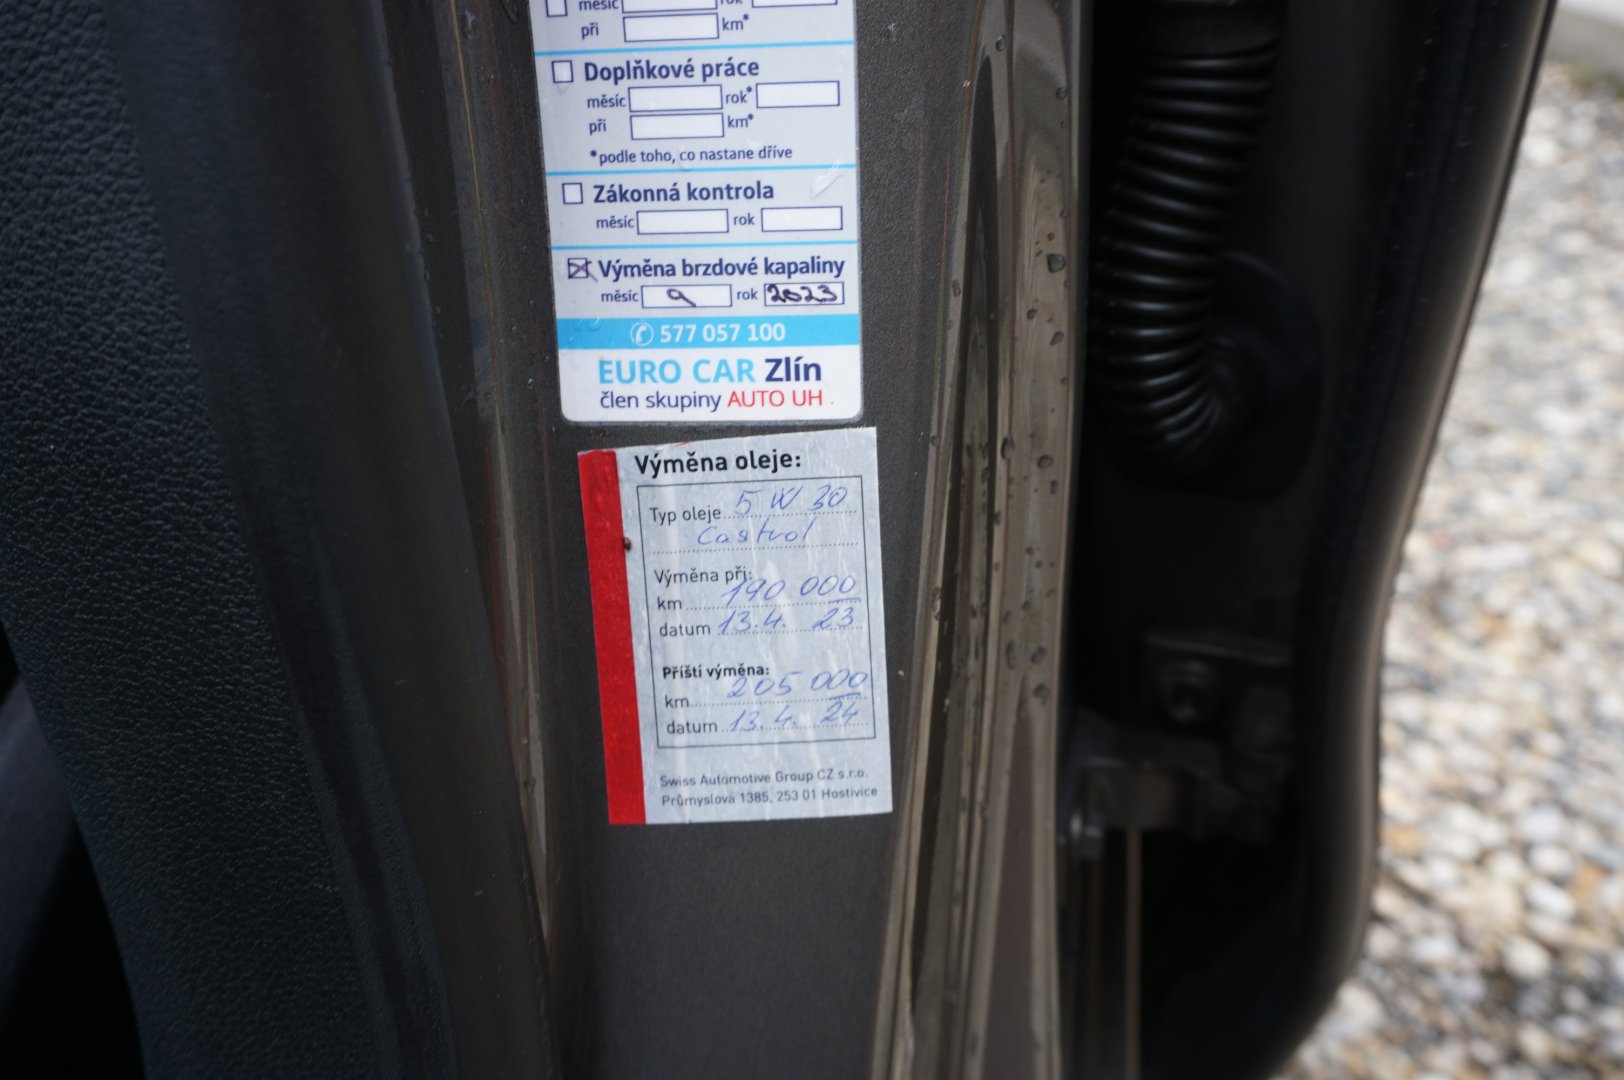 měsíc rok
při km*
Doplňkové práce
měsíc rok*
při km*
*podle toho, co nastane dříve
Zákonná kontrola
měsíc rok
Výměna brzdové kapaliny
měsíc 9 rok 2023
577 057 100
EURO CAR Zlín
člen skupiny AUTO UH
Výměna oleje:
Typ oleje 5 W 30
Castrol
Výměna při:
km 190 000
datum 13.4. 23
Příští výměna:
km 205 000
datum 13.4. 24
Swiss Automotive Group CZ s.r.o.
Průmyslová 1385, 253 01 Hostivice